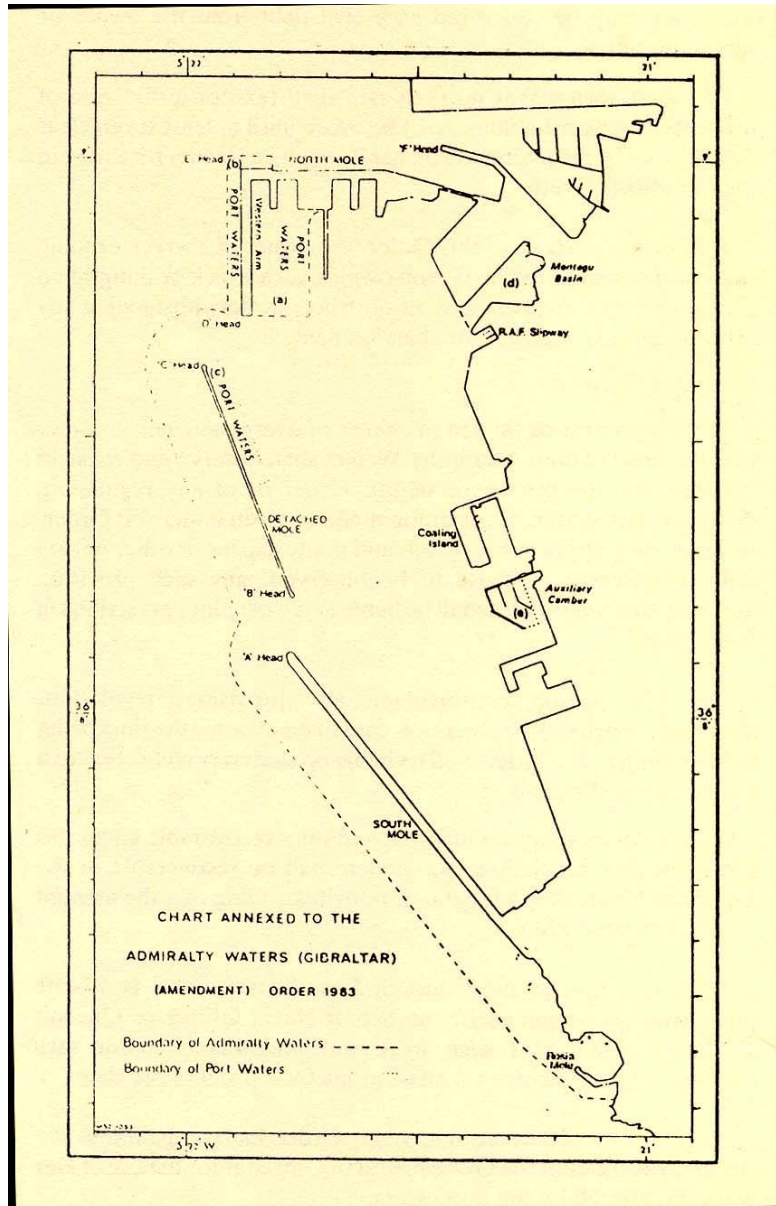 5°22'
21'
9'
9'
'E' Head
(b)
NORTH MOLE
'F' Head
PORT WATERS
Western Arm
PORT WATERS
(a)
'D' Head
(d)
Montagu Basin
R.A.F. Slipway
'C' Head
(c)
PORT WATERS
DETACHED MOLE
'B' Head
Coaling Island
Auxiliary Camber
(e)
'A' Head
36°
8'
36°
8'
SOUTH MOLE
CHART ANNEXED TO THE
ADMIRALTY WATERS (GIBRALTAR)
(AMENDMENT) ORDER 1983
Boundary of Admiralty Waters
Boundary of Port Waters
Rosia Mole
5°22' W
21'